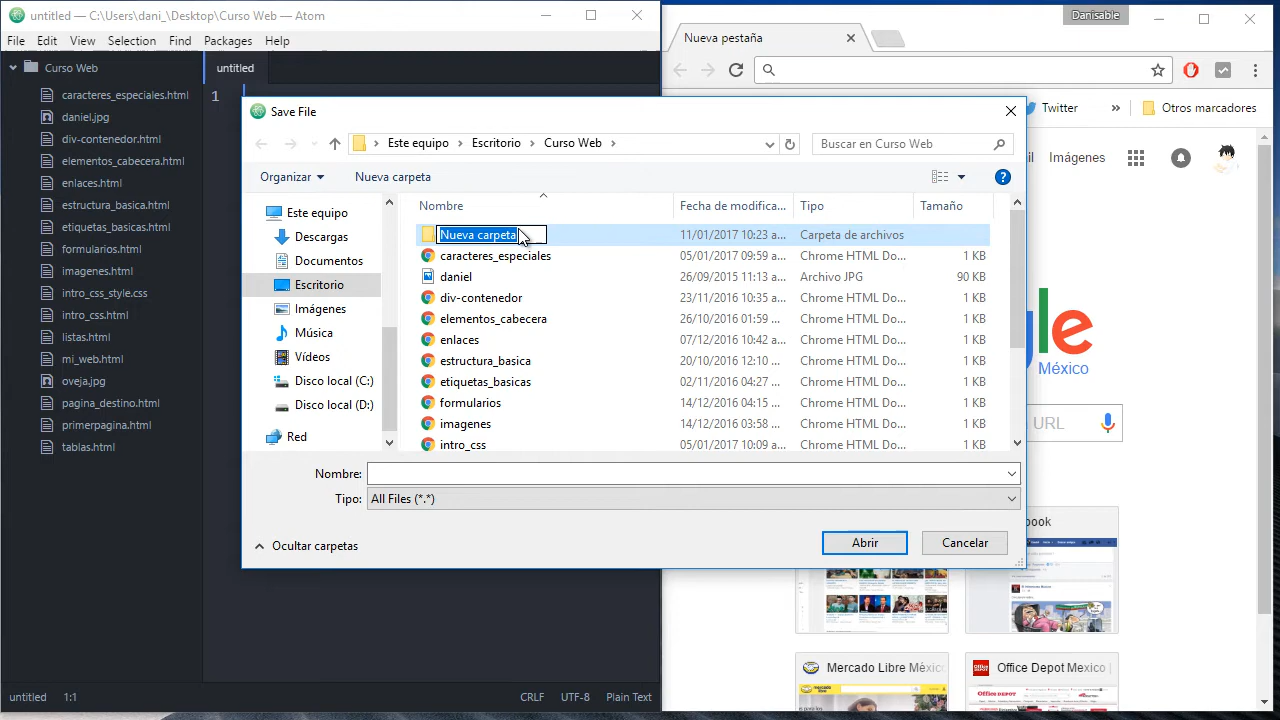 untitled — C:\Users\dani_\Desktop\Curso Web — Atom
File Edit View Selection Find Packages Help
Curso Web
caracteres_especiales.html
daniel.jpg
div-contenedor.html
elementos_cabecera.html
enlaces.html
estructura_basica.html
etiquetas_basicas.html
formularios.html
imagenes.html
intro_css_style.css
intro_css.html
listas.html
mi_web.html
oveja.jpg
pagina_destino.html
primerpagina.html
tablas.html
untitled
1
untitled 1:1
CRLF UTF-8 Plain Text
Save File
Este equipo Escritorio Curso Web
Buscar en Curso Web
Organizar Nueva carpeta
Este equipo
Descargas
Documentos
Escritorio
Imágenes
Música
Vídeos
Disco local (C:)
Disco local (D:)
Red
Nombre Fecha de modifica... Tipo Tamaño
Nueva carpeta 11/01/2017 10:23 a... Carpeta de archivos
caracteres_especiales 05/01/2017 09:59 a... Chrome HTML Do... 1 KB
daniel 26/09/2015 11:13 a... Archivo JPG 90 KB
div-contenedor 23/11/2016 10:35 a... Chrome HTML Do... 1 KB
elementos_cabecera 26/10/2016 01:59 ... Chrome HTML Do... 1 KB
enlaces 07/12/2016 10:42 a... Chrome HTML Do... 1 KB
estructura_basica 20/10/2016 12:10 ... Chrome HTML Do... 1 KB
etiquetas_basicas 02/11/2016 04:27 ... Chrome HTML Do... 1 KB
formularios 14/12/2016 04:15 ... Chrome HTML Do... 1 KB
imagenes 14/12/2016 03:58 ... Chrome HTML Do... 1 KB
intro_css 05/01/2017 10:09 a... Chrome HTML Do... 1 KB
Nombre:
Tipo: All Files (*.*)
Ocultar car
Abrir Cancelar
Danisable
Nueva pestaña
Twitter » Otros marcadores
il Imágenes
gle
México
URL
book
Mercado Libre Méxic
Office Depot Mexico |